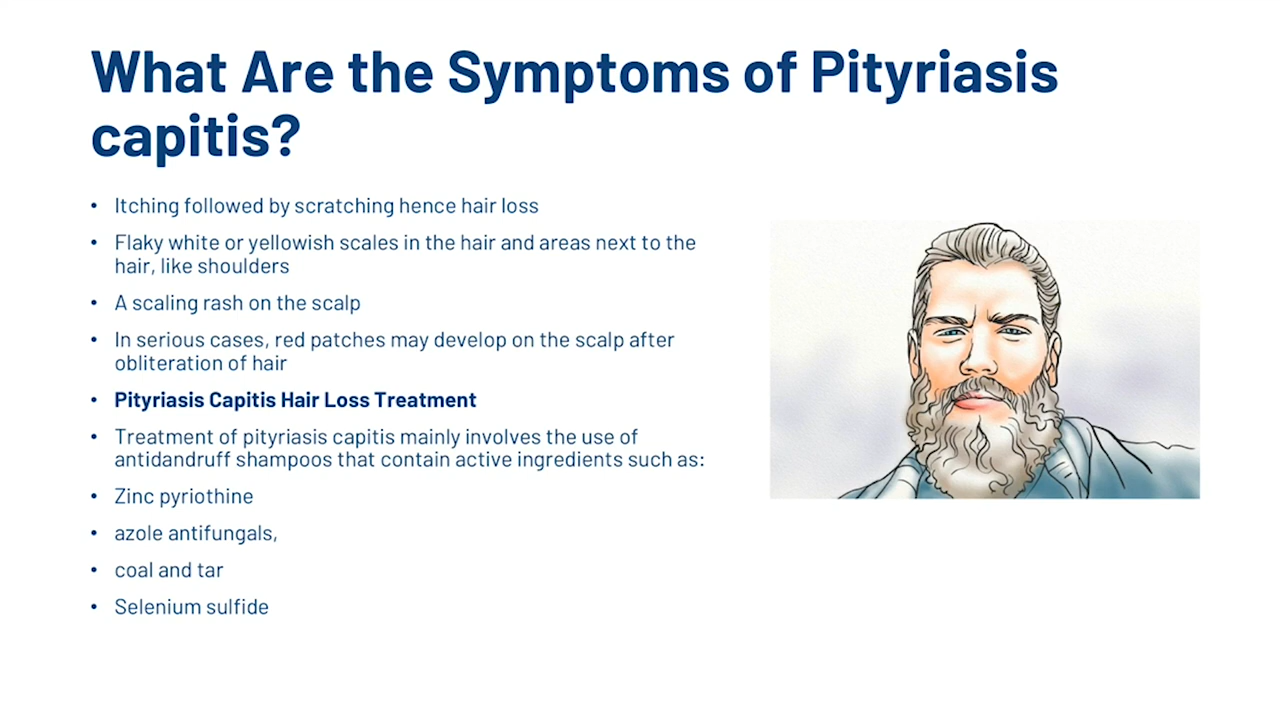 What Are the Symptoms of Pityriasis
capitis?
• Itching followed by scratching hence hair loss
• Flaky white or yellowish scales in the hair and areas next to the
hair, like shoulders
• A scaling rash on the scalp
• In serious cases, red patches may develop on the scalp after
obliteration of hair
• Pityriasis Capitis Hair Loss Treatment
• Treatment of pityriasis capitis mainly involves the use of
antidandruff shampoos that contain active ingredients such as:
• Zinc pyriothine
• azole antifungals,
• coal and tar
• Selenium sulfide